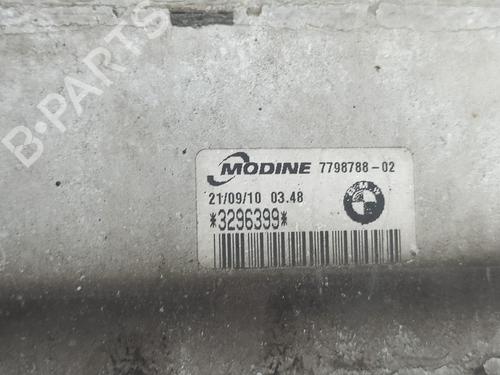 B-PARTS
MODINE 7798788-02
21/09/10 03.48
BMW
*3296399*